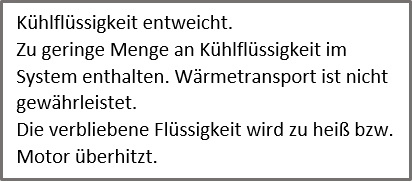 Kühlflüssigkeit entweicht.
Zu geringe Menge an Kühlflüssigkeit im
System enthalten. Wärmetransport ist nicht
gewährleistet.
Die verbliebene Flüssigkeit wird zu heiß bzw.
Motor überhitzt.